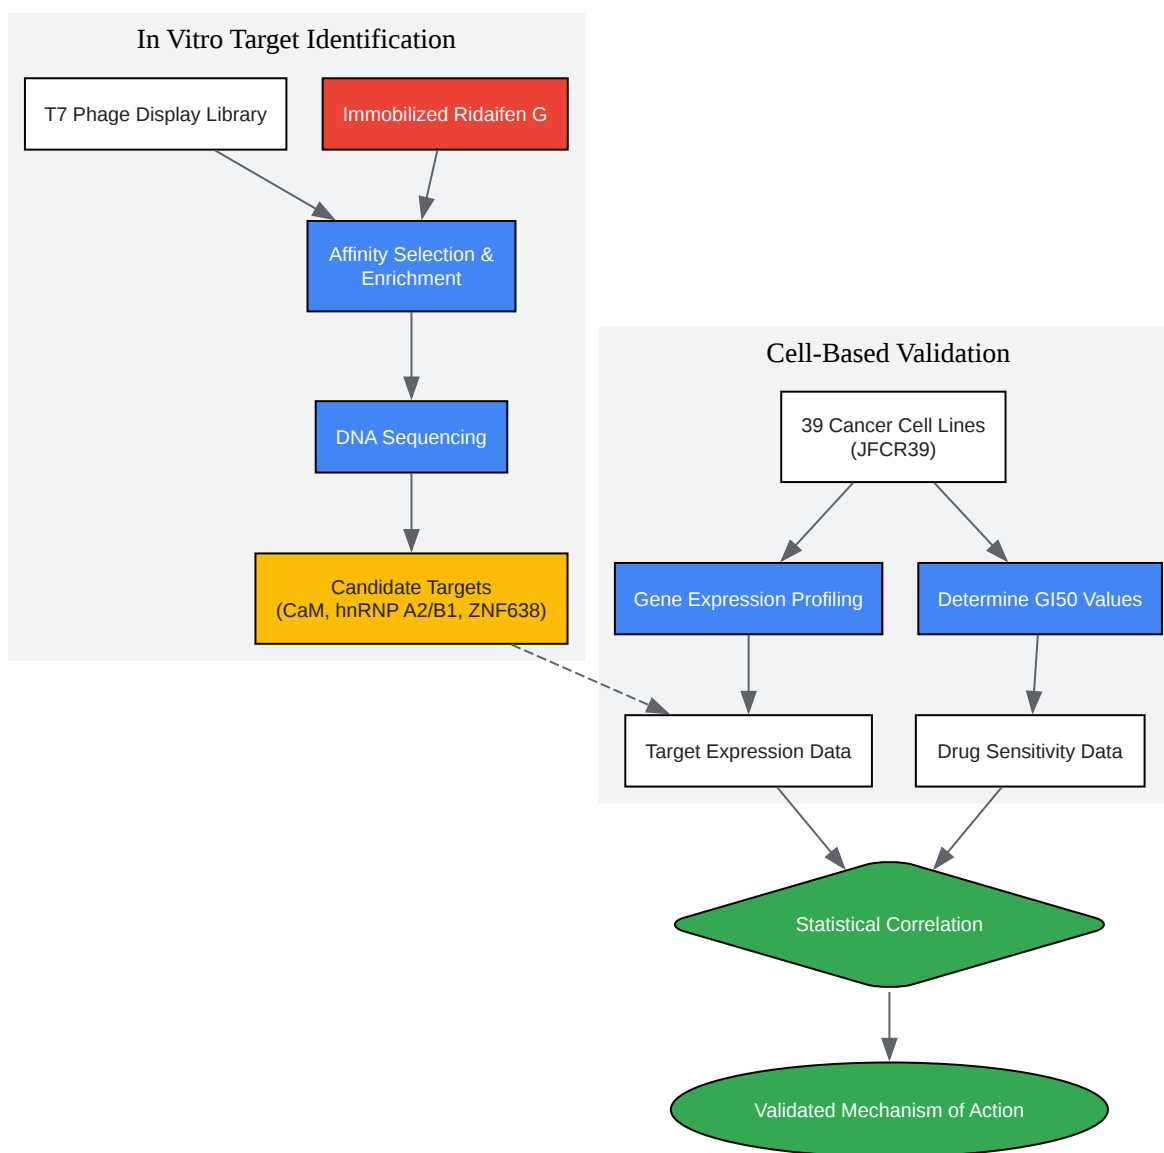 In Vitro Target Identification
T7 Phage Display Library
Immobilized Ridaifen G
Affinity Selection &
Enrichment
DNA Sequencing
Candidate Targets
(CaM, hnRNP A2/B1, ZNF638)
Cell-Based Validation
39 Cancer Cell Lines
(JFCR39)
Gene Expression Profiling
Determine GI50 Values
Target Expression Data
Drug Sensitivity Data
Statistical Correlation
Validated Mechanism of Action